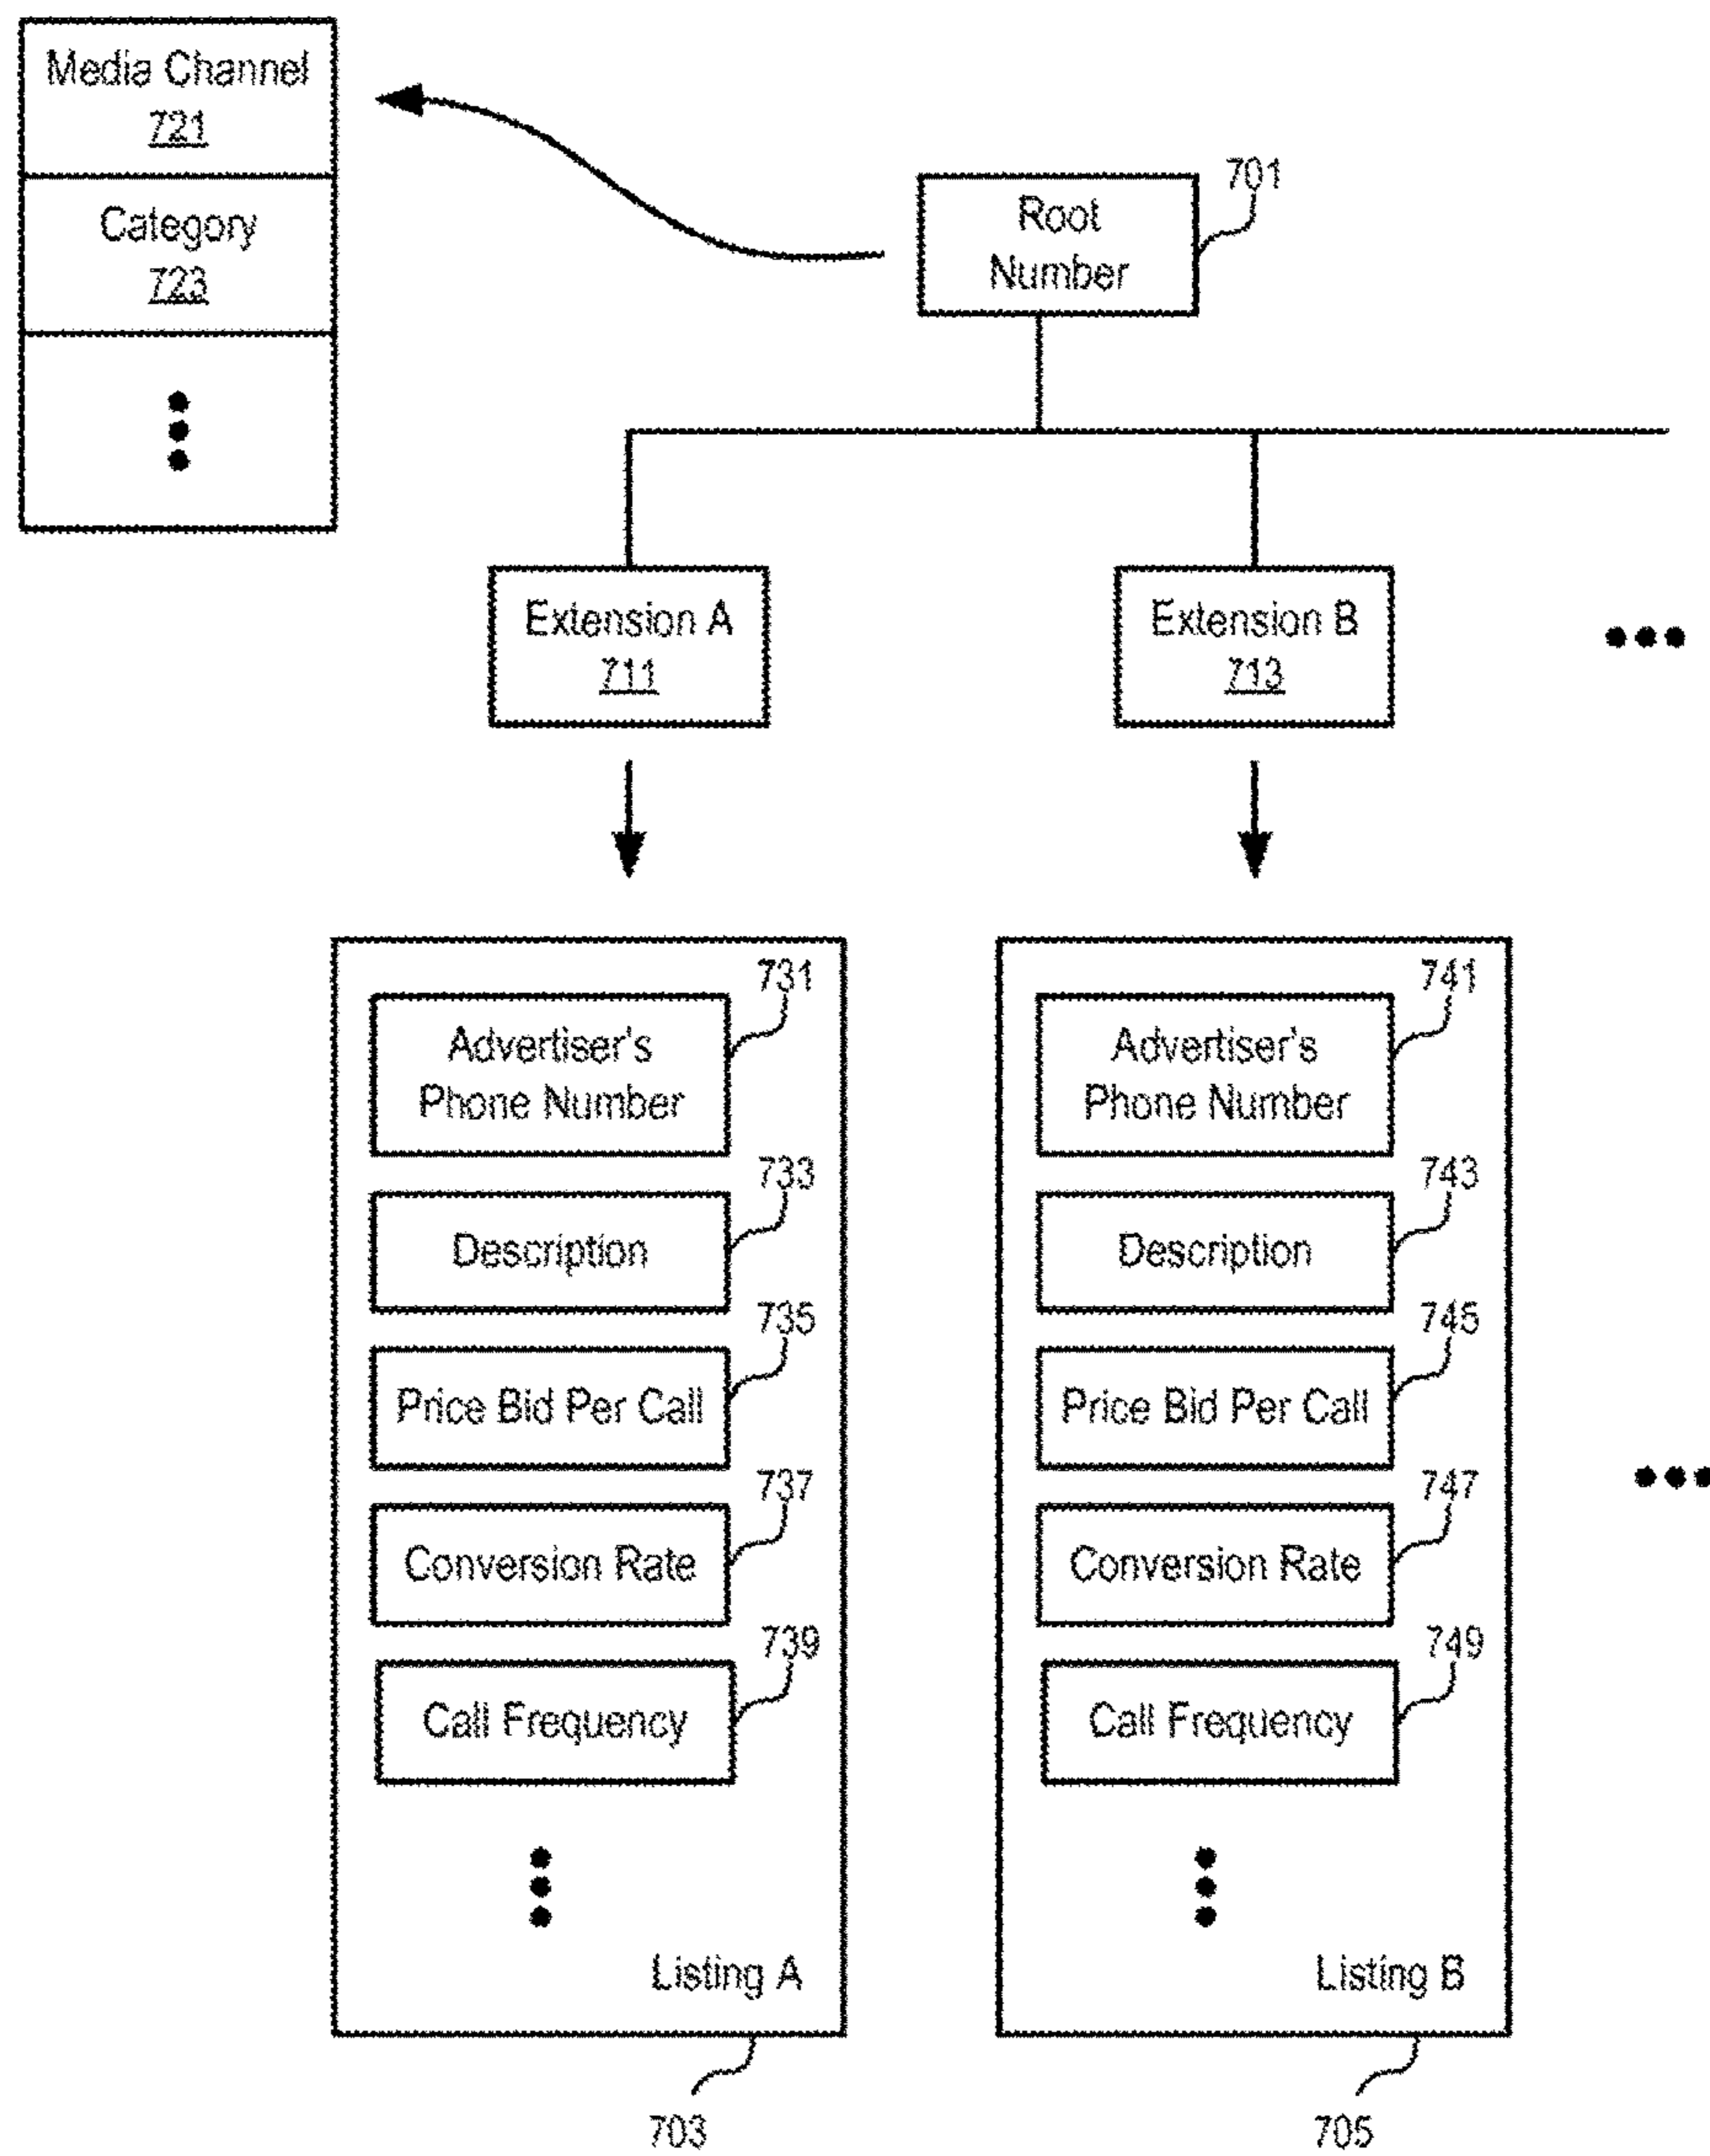 Media Channel
721
Category
723
701
Root
Number
Extension A
711
Extension B
713
731
Advertiser's
Phone Number
733
Description
735
Price Bid Per Call
737
Conversion Rate
739
Call Frequency
Listing A
703
741
Advertiser's
Phone Number
743
Description
745
Price Bid Per Call
747
Conversion Rate
749
Call Frequency
Listing B
705